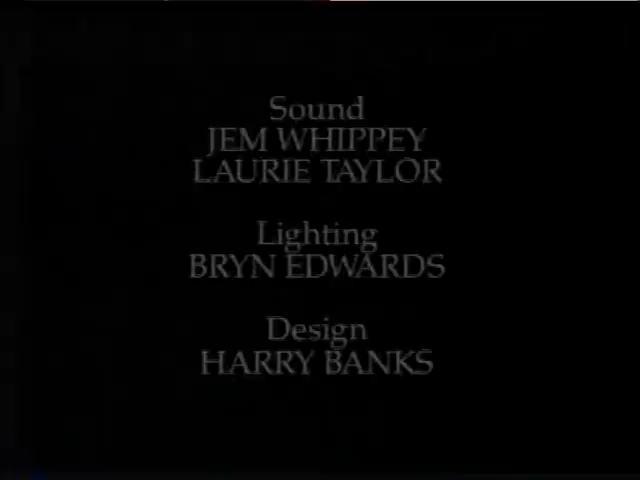 Sound
JEM WHIPPEY
LAURIE TAYLOR
Lighting
BRYN EDWARDS
Design
HARRY BANKS